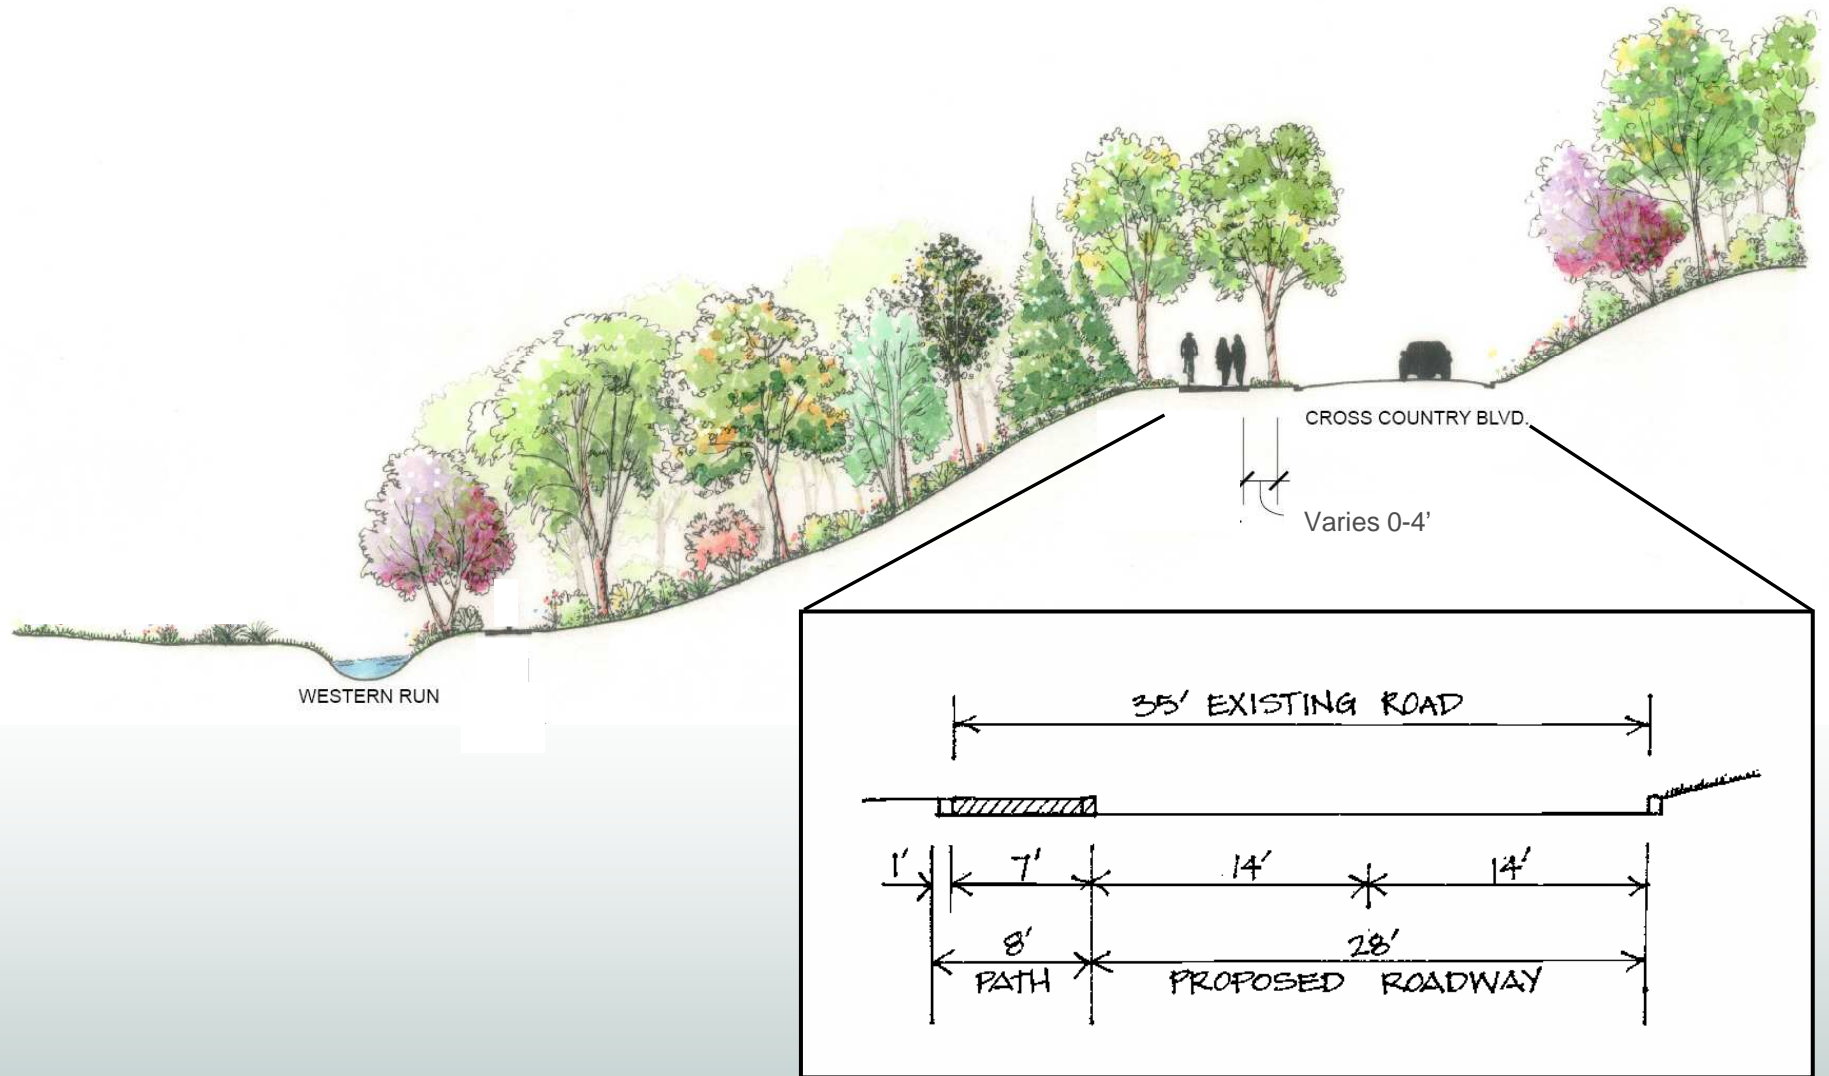 CROSS COUNTRY BLVD.
Varies 0-4’
WESTERN RUN
35' EXISTING ROAD
1' 7' 14' 14'
8' 28'
PATH PROPOSED ROADWAY